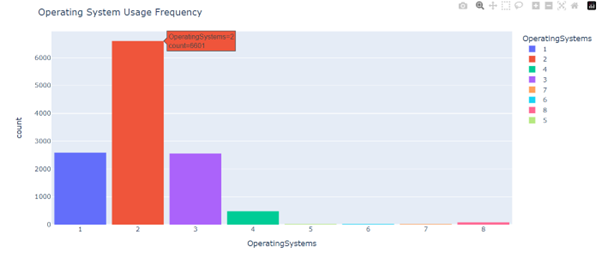 Operating System Usage Frequency
OperatingSystems=2
count=6601
OperatingSystems
1
2
4
3
7
6
8
5
count
6000
5000
4000
3000
2000
1000
0
1 2 3 4 5 6 7 8
OperatingSystems